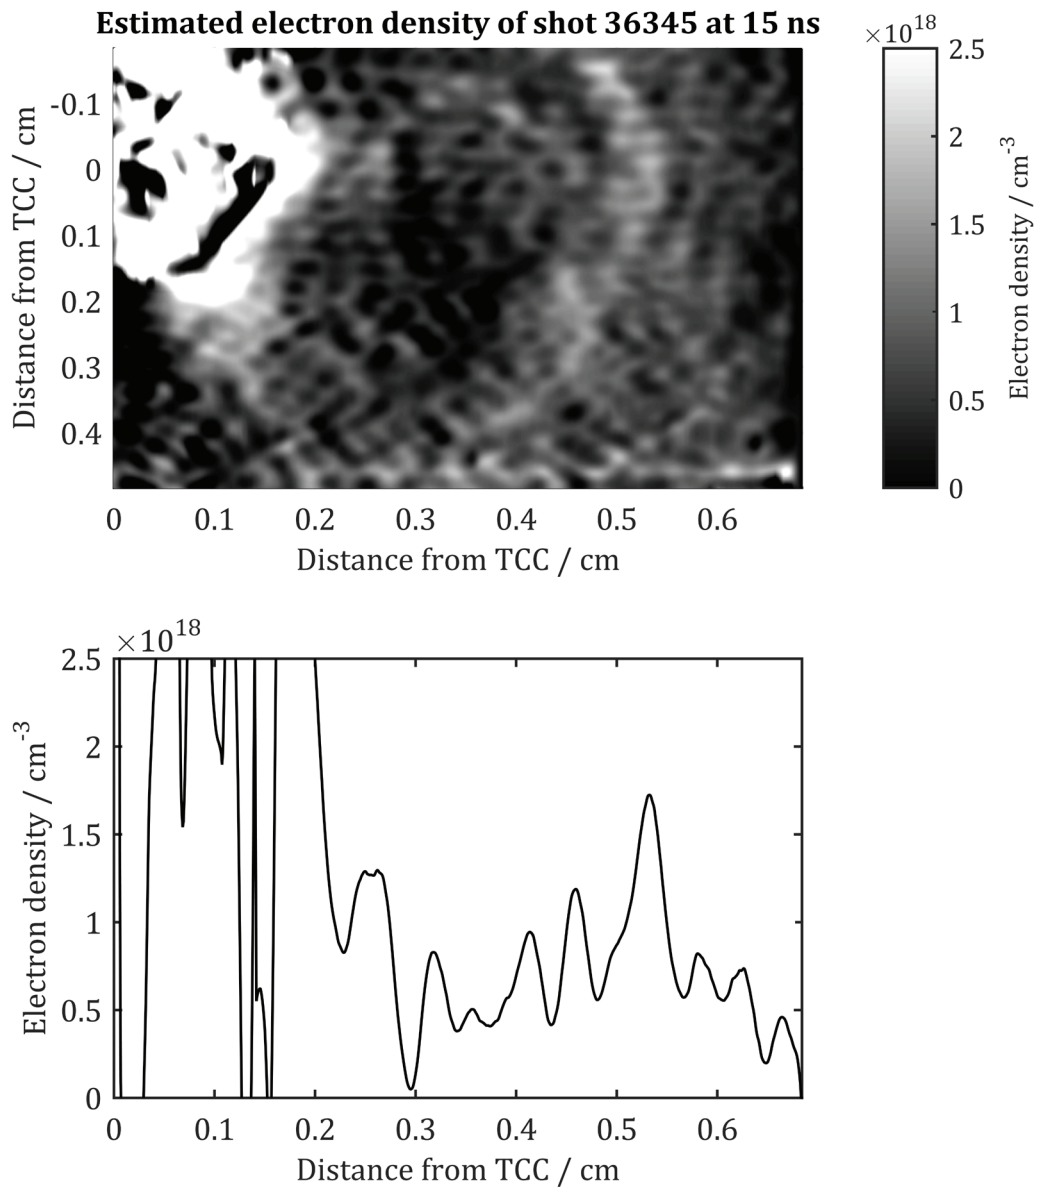 Estimated electron density of shot 36345 at 15 ns
×10^18
2.5
2
1.5
1
0.5
0
Electron density / cm^-3
-0.1
0
0.1
0.2
0.3
0.4
Distance from TCC / cm
0 0.1 0.2 0.3 0.4 0.5 0.6
Distance from TCC / cm
×10^18
2.5
2
1.5
1
0.5
0
Electron density / cm^-3
0 0.1 0.2 0.3 0.4 0.5 0.6
Distance from TCC / cm